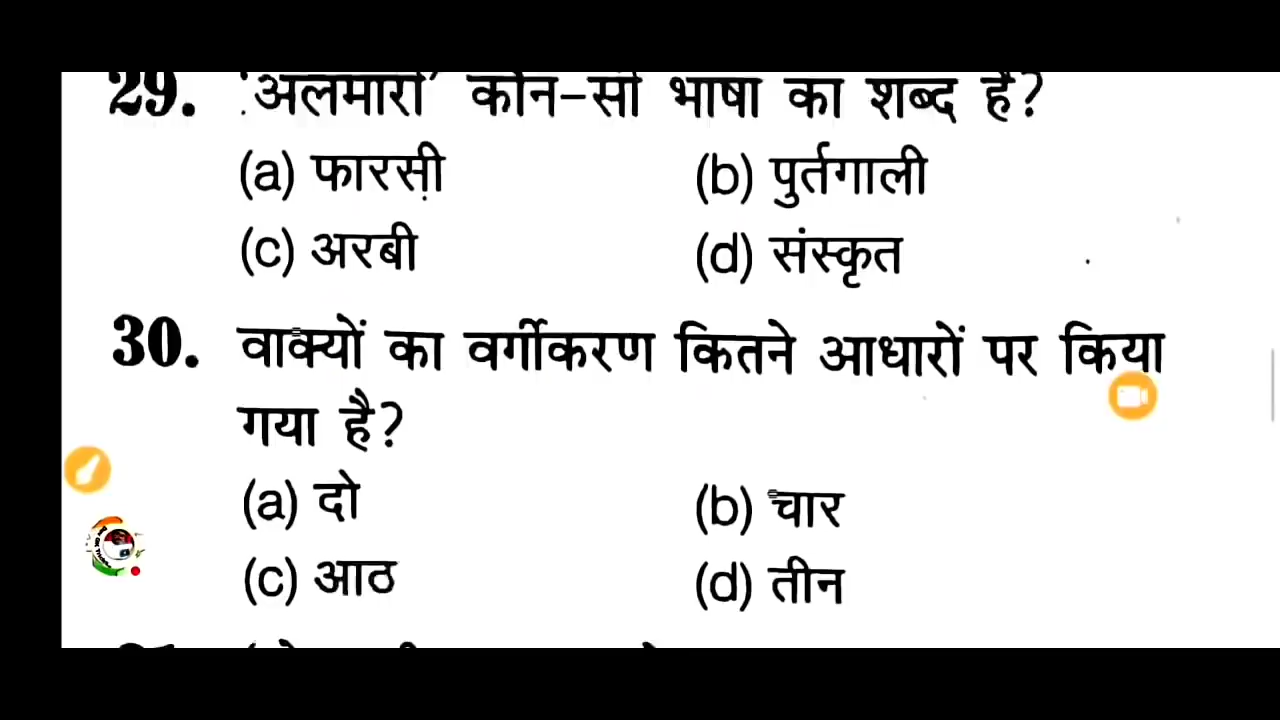 29. 'अलमारी' कौन-सी भाषा का शब्द है?
(a) फारसी (b) पुर्तगाली
(c) अरबी (d) संस्कृत
30. वाक्यों का वर्गीकरण कितने आधारों पर किया
गया है?
(a) दो (b) चार
(c) आठ (d) तीन